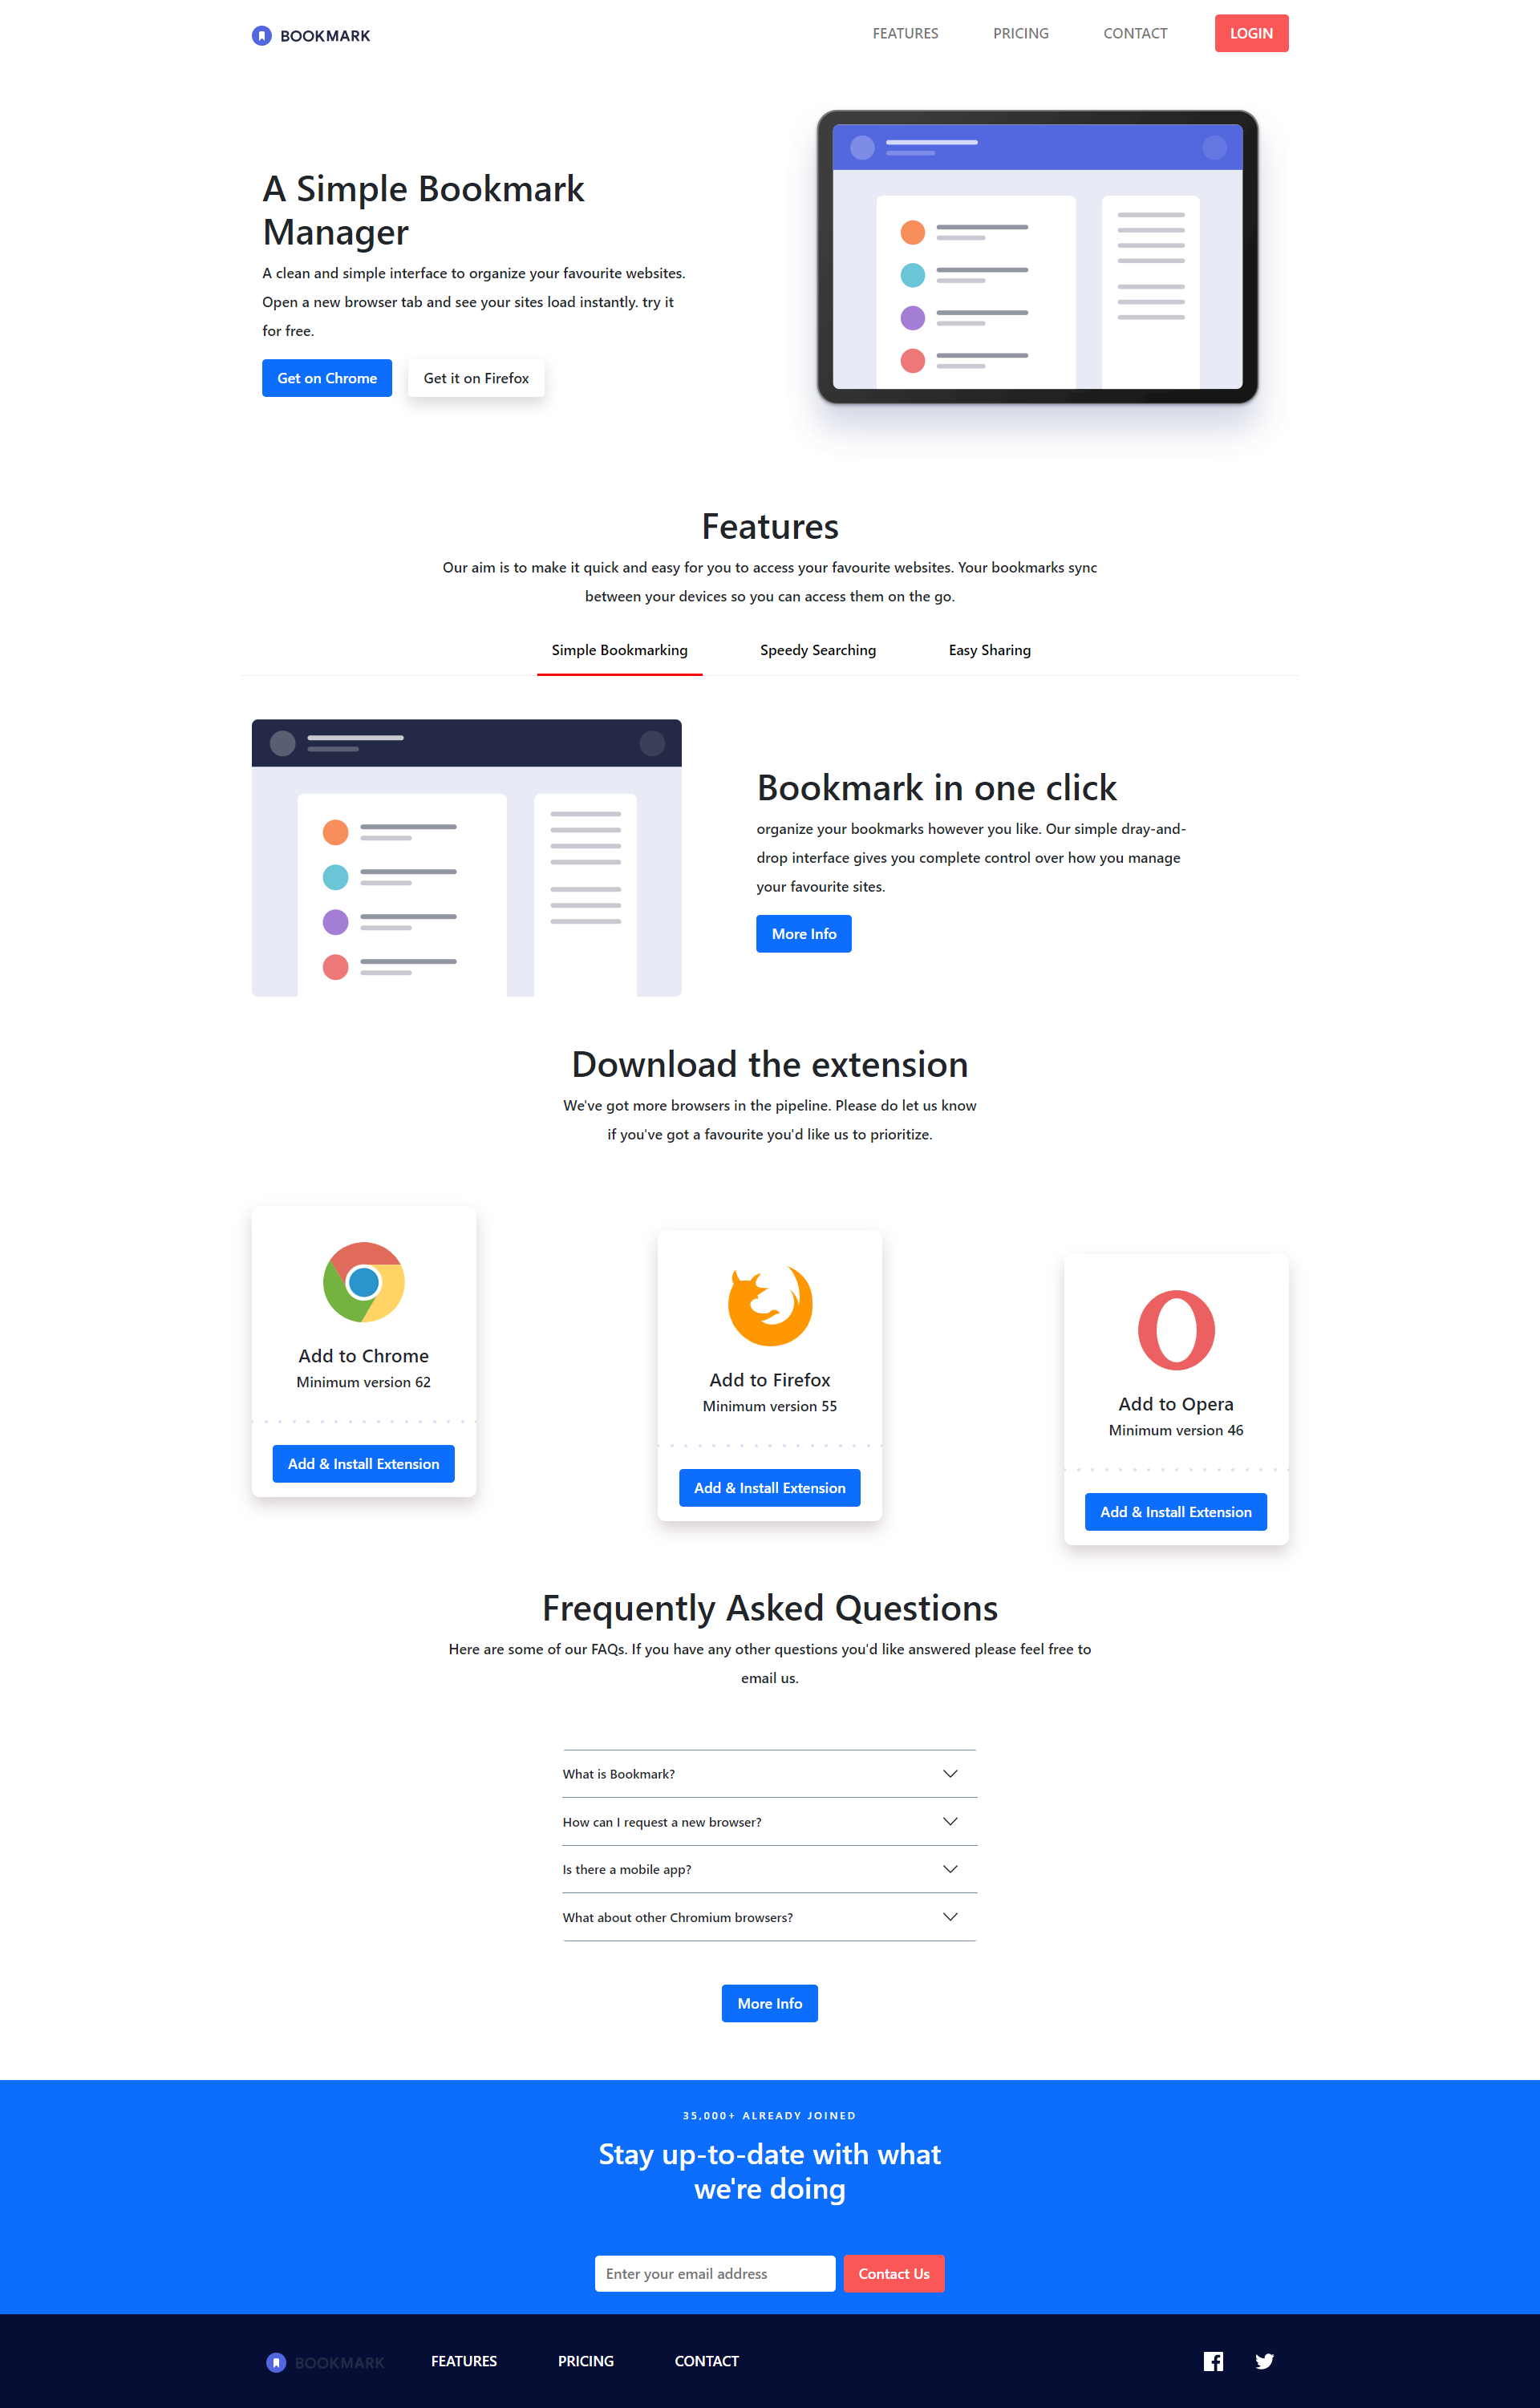 BOOKMARK
FEATURES
PRICING
CONTACT
LOGIN
A Simple Bookmark
Manager
A clean and simple interface to organize your favourite websites.
Open a new browser tab and see your sites load instantly. try it
for free.
Get on Chrome
Get it on Firefox
Features
Our aim is to make it quick and easy for you to access your favourite websites. Your bookmarks sync
between your devices so you can access them on the go.
Simple Bookmarking
Speedy Searching
Easy Sharing
Bookmark in one click
organize your bookmarks however you like. Our simple dray-and-
drop interface gives you complete control over how you manage
your favourite sites.
More Info
Download the extension
We've got more browsers in the pipeline. Please do let us know
if you've got a favourite you'd like us to prioritize.
Add to Chrome
Minimum version 62
Add & Install Extension
Add to Firefox
Minimum version 55
Add & Install Extension
Add to Opera
Minimum version 46
Add & Install Extension
Frequently Asked Questions
Here are some of our FAQs. If you have any other questions you'd like answered please feel free to
email us.
What is Bookmark?
How can I request a new browser?
Is there a mobile app?
What about other Chromium browsers?
More Info
35,000+ ALREADY JOINED
Stay up-to-date with what
we're doing
Enter your email address
Contact Us
BOOKMARK
FEATURES
PRICING
CONTACT